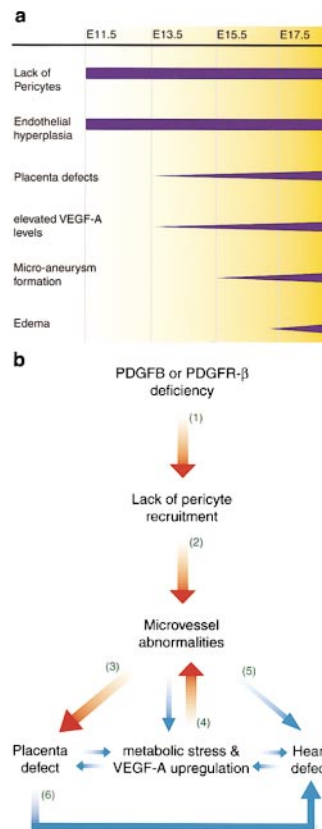 a
E11.5 E13.5 E15.5 E17.5
Lack of
Pericytes
Endothelial
hyperplasia
Placenta defects
elevated VEGF-A
levels
Micro-aneurysm
formation
Edema
b
PDGFB or PDGFR-β
deficiency
(1)
Lack of pericyte
recruitment
(2)
Microvessel
abnormalities
(3)
(5)
(4)
Placenta metabolic stress & Hear
defect VEGF-A upregulation defec
(6)